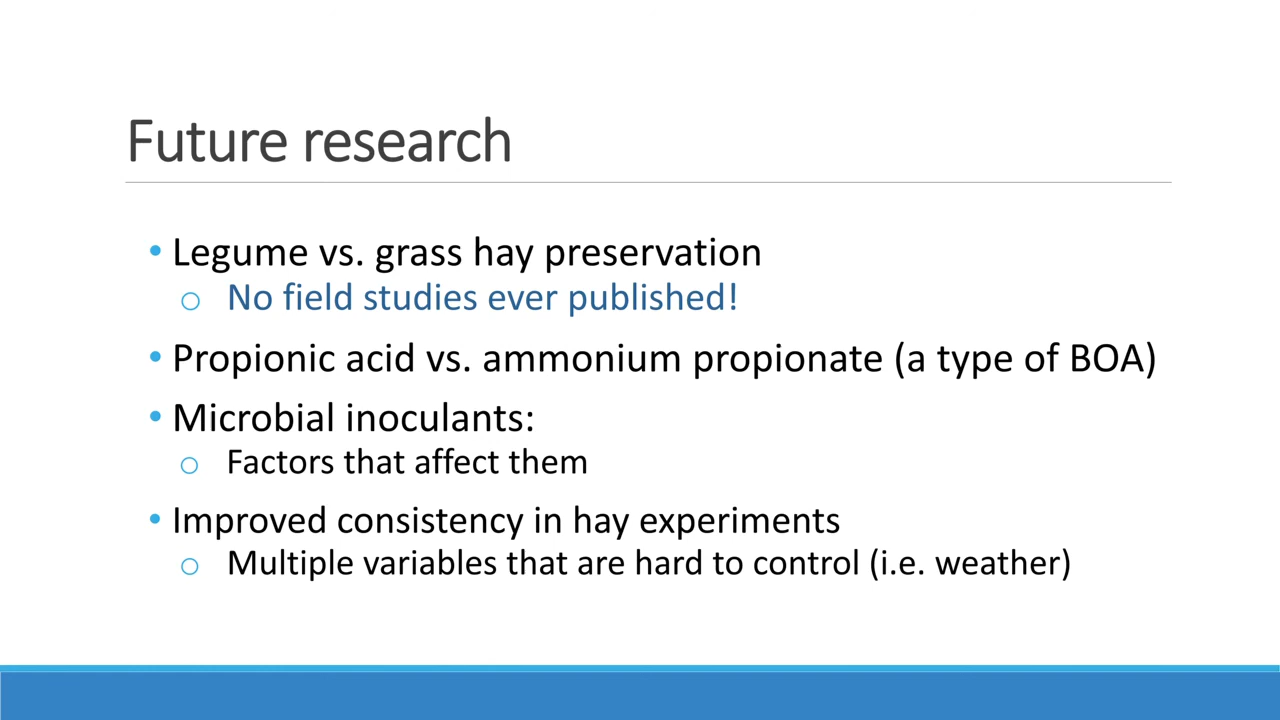 Future research
• Legume vs. grass hay preservation
o No field studies ever published!
• Propionic acid vs. ammonium propionate (a type of BOA)
• Microbial inoculants:
o Factors that affect them
• Improved consistency in hay experiments
o Multiple variables that are hard to control (i.e. weather)